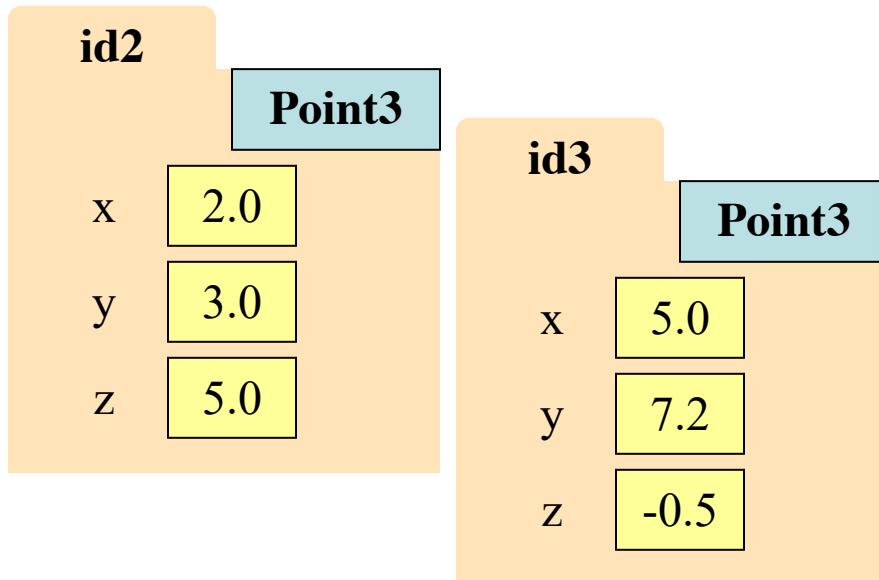 id2
Point3
x 2.0
y 3.0
z 5.0
id3
Point3
x 5.0
y 7.2
z -0.5